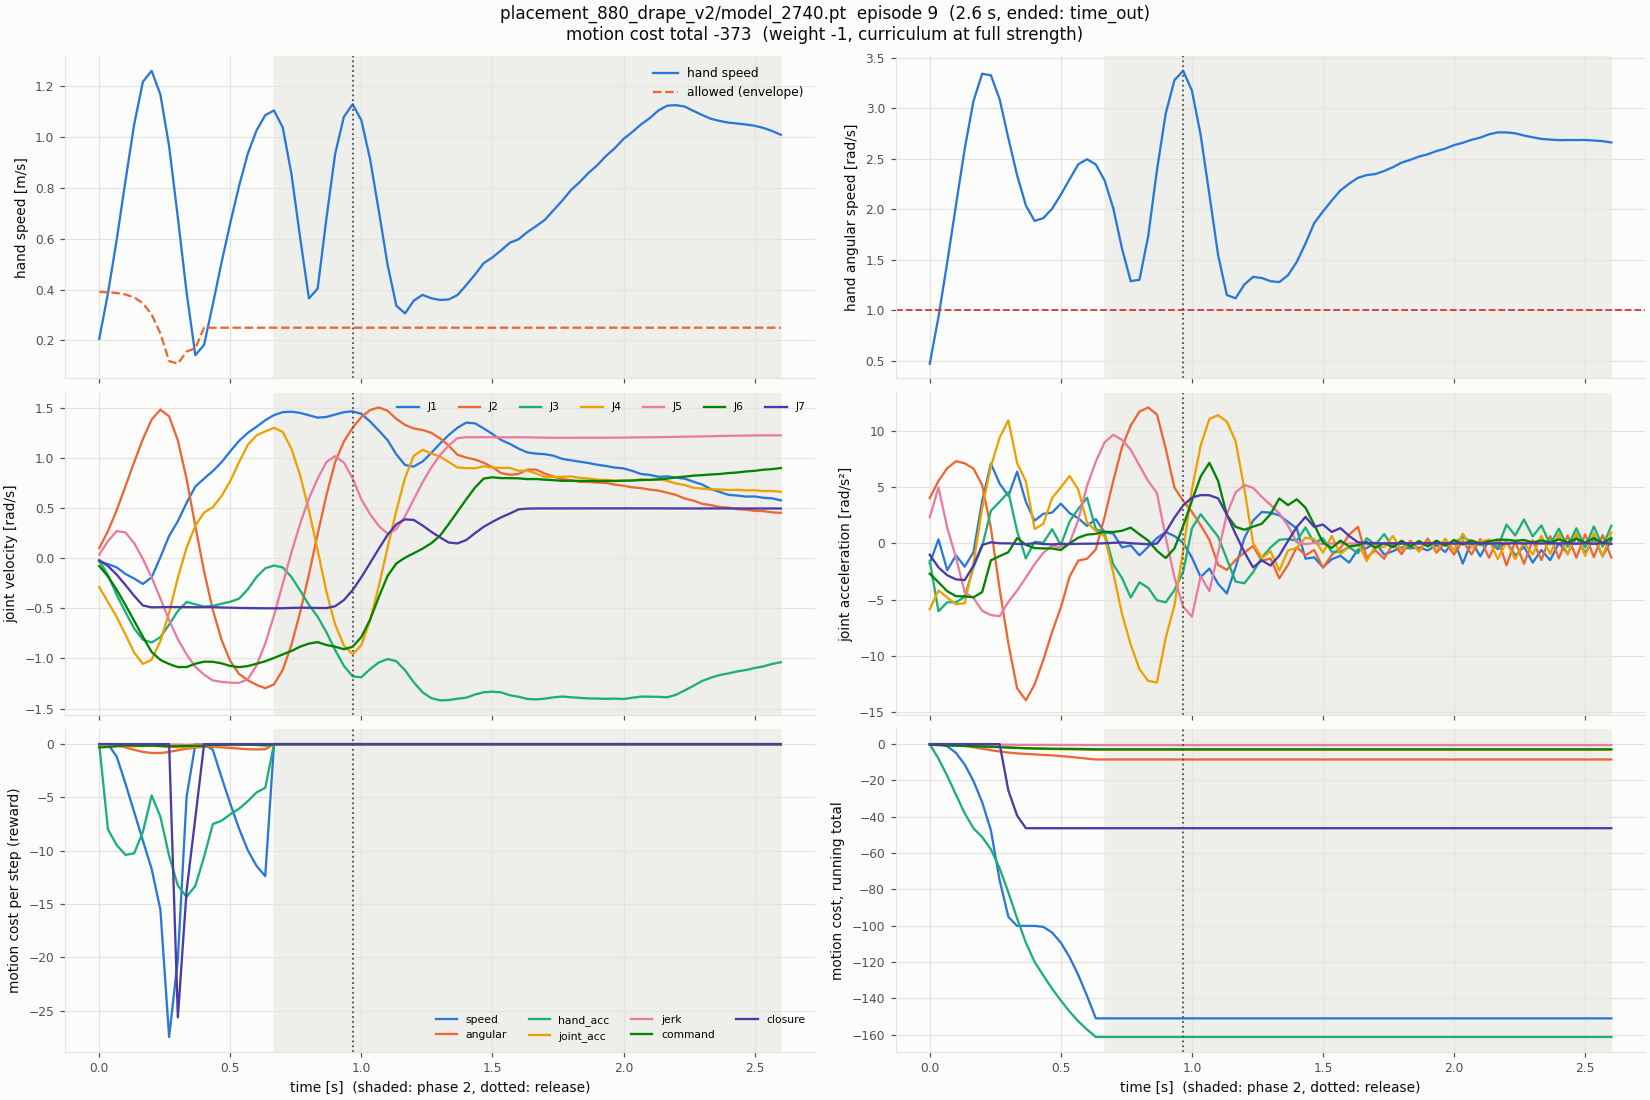 placement_880_drape_v2/model_2740.pt  episode 9  (2.6 s, ended: time_out)
motion cost total -373  (weight -1, curriculum at full strength)
hand speed [m/s]
1.2
1.0
0.8
0.6
0.4
0.2
hand speed
allowed (envelope)
hand angular speed [rad/s]
3.5
3.0
2.5
2.0
1.5
1.0
0.5
joint velocity [rad/s]
1.5
1.0
0.5
0.0
−0.5
−1.0
−1.5
J1 J2 J3 J4 J5 J6 J7
joint acceleration [rad/s²]
10
5
0
−5
−10
−15
motion cost per step (reward)
0
−5
−10
−15
−20
−25
speed hand_acc jerk closure
angular joint_acc command
0.0 0.5 1.0 1.5 2.0 2.5
time [s]  (shaded: phase 2, dotted: release)
motion cost, running total
0
−20
−40
−60
−80
−100
−120
−140
−160
0.0 0.5 1.0 1.5 2.0 2.5
time [s]  (shaded: phase 2, dotted: release)